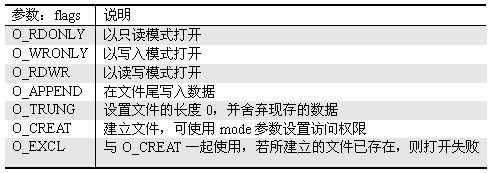 参数：flags 说明
O_RDONLY 以只读模式打开
O_WRONLY 以写入模式打开
O_RDWR 以读写模式打开
O_APPEND 在文件尾写入数据
O_TRUNG 设置文件的长度 0，并舍弃现存的数据
O_CREAT 建立文件，可使用 mode 参数设置访问权限
O_EXCL 与 O_CREAT 一起使用，若所建立的文件已存在，则打开失败